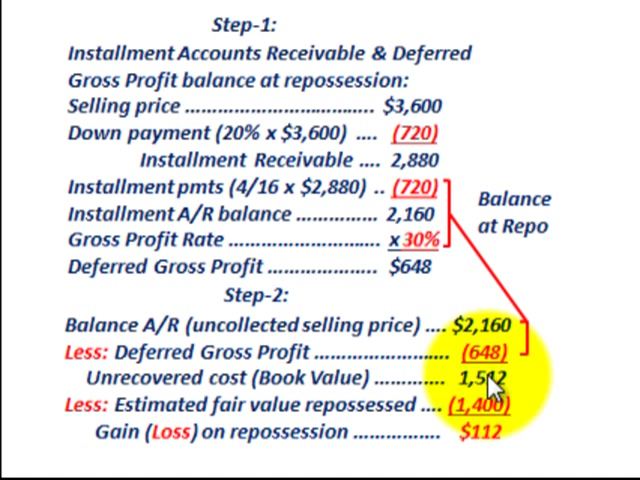 Step-1:
Installment Accounts Receivable & Deferred
Gross Profit balance at repossession:
Selling price .................................. $3,600
Down payment (20% x $3,600) .... (720)
Installment Receivable .... 2,880
Installment pmts (4/16 x $2,880) .. (720)
Installment A/R balance ............... 2,160
Gross Profit Rate ........................... x 30%
Deferred Gross Profit .................... $648
Balance
at Repo
Step-2:
Balance A/R (uncollected selling price) .... $2,160
Less: Deferred Gross Profit ........................ (648)
Unrecovered cost (Book Value) ............. 1,512
Less: Estimated fair value repossessed .... (1,400)
Gain (Loss) on repossession ................ $112